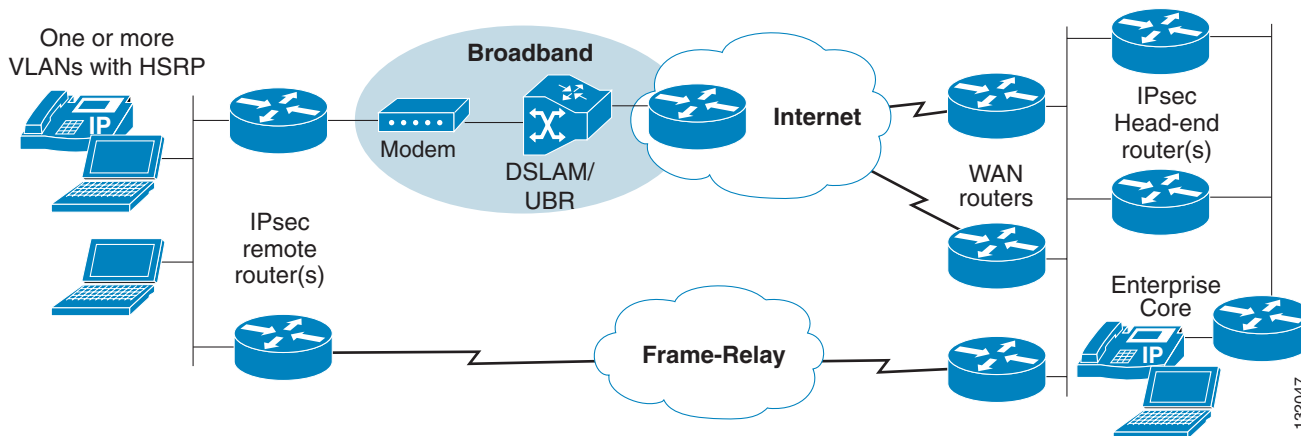 One or more
VLANs with HSRP
IP
Broadband
Modem
DSLAM/
UBR
Internet
IPsec
remote
router(s)
WAN
routers
IPsec
Head-end
router(s)
Frame-Relay
Enterprise
Core
IP
132047